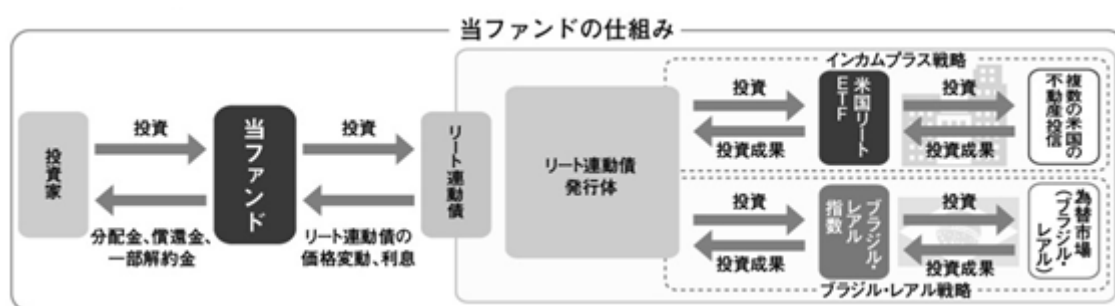 当ファンドの仕組み
投資家
投資
分配金、償還金、
一部解約金
当ファンド
投資
リート連動債の
価格変動、利息
リート連動債
リート連動債
発行体
インカムプラス戦略
投資
投資成果
米国リート
ETF
投資
投資成果
複数の米国の
不動産投信
投資
投資成果
ブラジル・
レアル
指数
投資
投資成果
為替市場
(ブラジル・
レアル)
ブラジル・レアル戦略